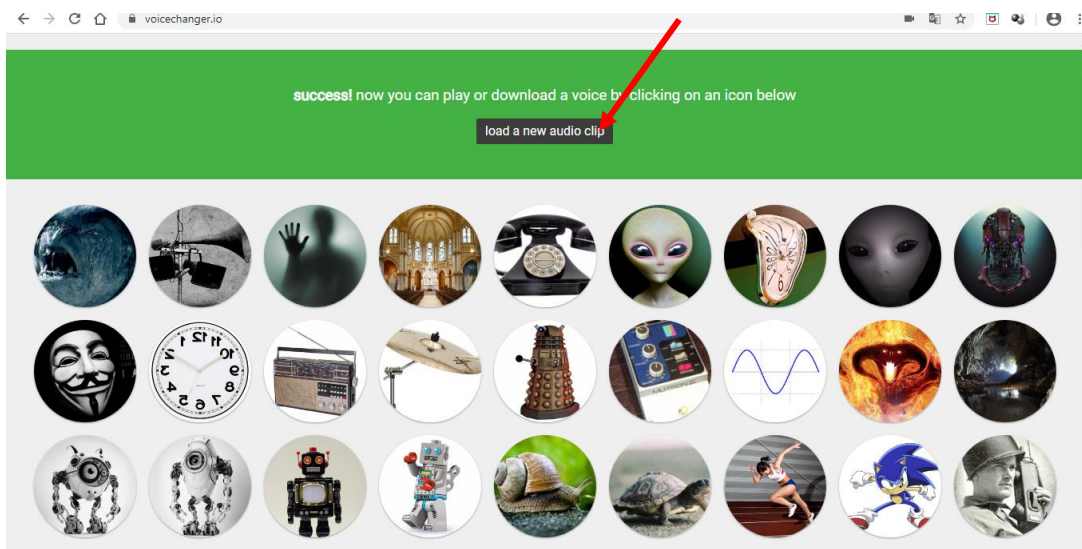 voicechanger.io
success! now you can play or download a voice by clicking on an icon below
load a new audio clip